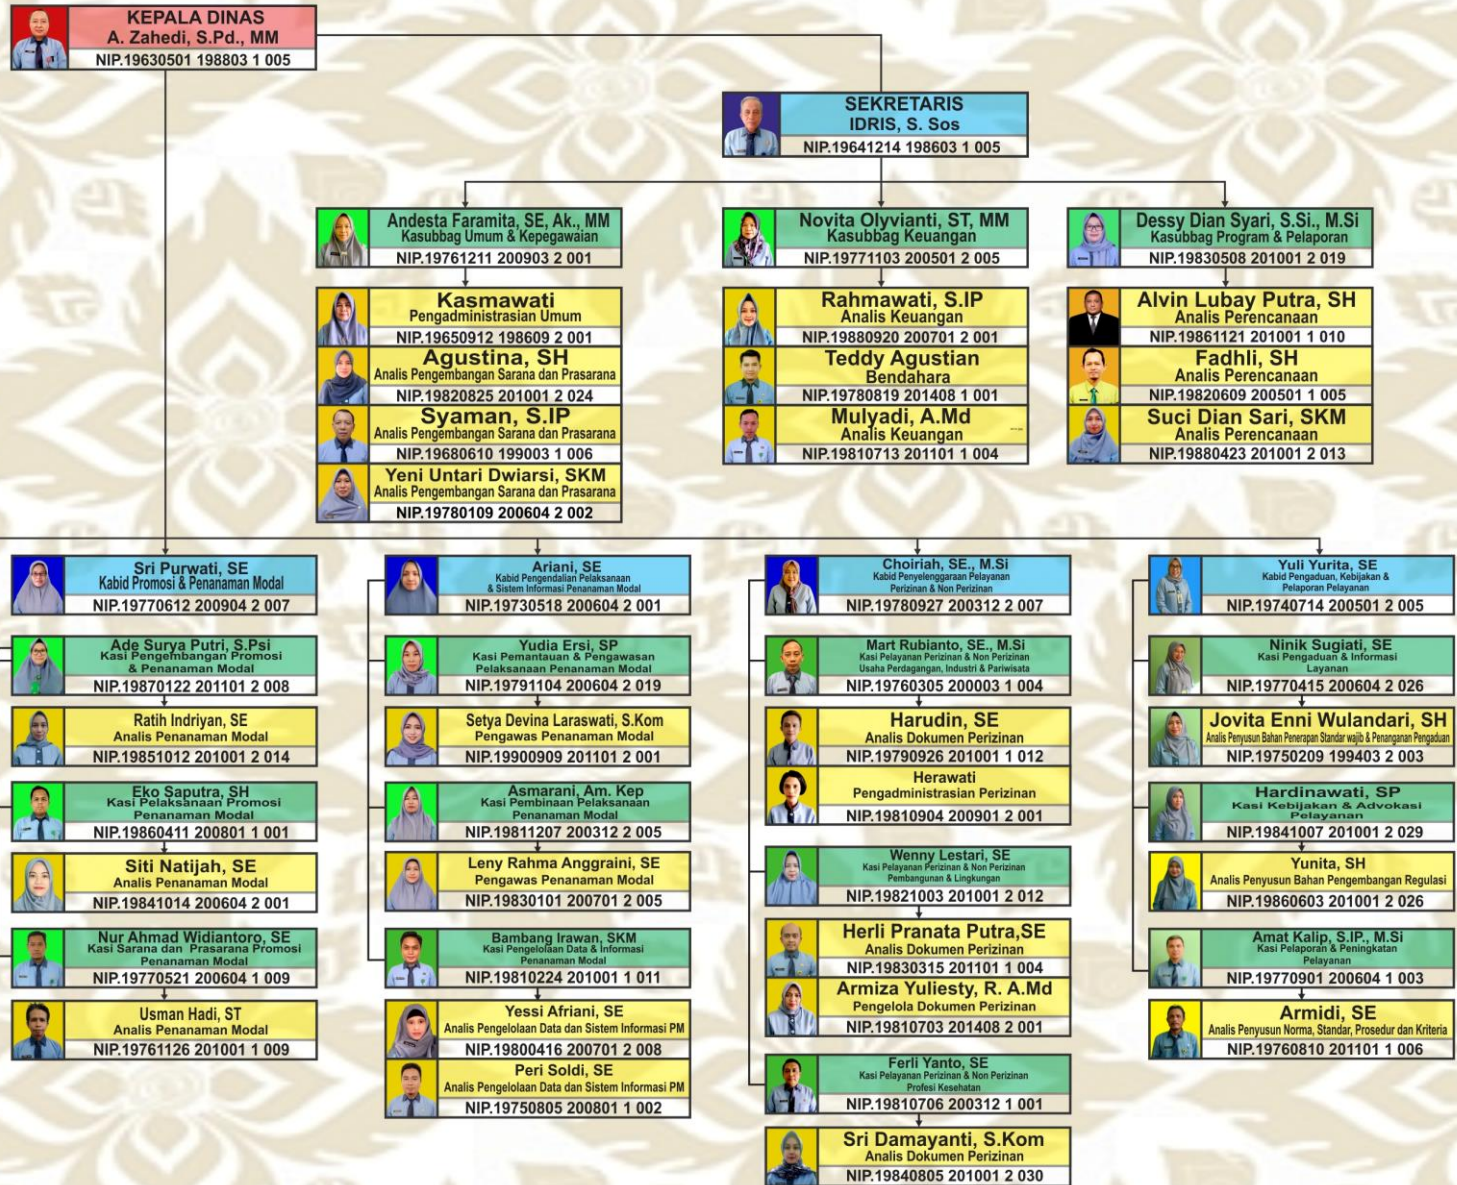 KEPALA DINAS
A. Zahedi, S.Pd., MM
NIP.19630501 198803 1 005
SEKRETARIS
IDRIS, S. Sos
NIP.19641214 198603 1 005
Andesta Faramita, SE, Ak., MM
Kasubbag Umum & Kepegawaian
NIP.19761211 200903 2 001
Kasmawati
Pengadministrasian Umum
NIP.19650912 198609 2 001
Agustina, SH
Analis Pengembangan Sarana dan Prasarana
NIP.19820825 201001 2 024
Syaman, S.IP
Analis Pengembangan Sarana dan Prasarana
NIP.19680610 199003 1 006
Yeni Untari Dwiarsi, SKM
Analis Pengembangan Sarana dan Prasarana
NIP.19780109 200604 2 002
Novita Olyvianti, ST, MM
Kasubbag Keuangan
NIP.19771103 200501 2 005
Rahmawati, S.IP
Analis Keuangan
NIP.19880920 200701 2 001
Teddy Agustian
Bendahara
NIP.19780819 201408 1 001
Mulyadi, A.Md
Analis Keuangan
NIP.19810713 201101 1 004
Dessy Dian Syari, S.Si., M.Si
Kasubbag Program & Pelaporan
NIP.19830508 201001 2 019
Alvin Lubay Putra, SH
Analis Perencanaan
NIP.19861121 201001 1 010
Fadhli, SH
Analis Perencanaan
NIP.19820609 200501 1 005
Suci Dian Sari, SKM
Analis Perencanaan
NIP.19880423 201001 2 013
Sri Purwati, SE
Kabid Promosi & Penanaman Modal
NIP.19770612 200904 2 007
Ade Surya Putri, S.Psi
Kasi Pengembangan Promosi
& Penanaman Modal
NIP.19870122 201101 2 008
Ratih Indriyan, SE
Analis Penanaman Modal
NIP.19851012 201001 2 014
Eko Saputra, SH
Kasi Pelaksanaan Promosi
Penanaman Modal
NIP.19860411 200801 1 001
Siti Natijah, SE
Analis Penanaman Modal
NIP.19841014 200604 2 001
Nur Ahmad Widiantoro, SE
Kasi Sarana dan Prasarana Promosi
Penanaman Modal
NIP.19770521 200604 1 009
Usman Hadi, ST
Analis Penanaman Modal
NIP.19761126 201001 1 009
Ariani, SE
Kabid Pengendalian Pelaksanaan
& Sistem Informasi Penanaman Modal
NIP.19730518 200604 2 001
Yudia Ersi, SP
Kasi Pemantauan & Pengawasan
Pelaksanaan Penanaman Modal
NIP.19791104 200604 2 019
Setya Devina Laraswati, S.Kom
Pengawas Penanaman Modal
NIP.19900909 201101 2 001
Asmarani, Am. Kep
Kasi Pembinaan Pelaksanaan
Penanaman Modal
NIP.19811207 200312 2 005
Leny Rahma Anggraini, SE
Pengawas Penanaman Modal
NIP.19830101 200701 2 005
Bambang Irawan, SKM
Kasi Pengelolaan Data & Informasi
Penanaman Modal
NIP.19810224 201001 1 011
Yessi Afriani, SE
Analis Pengelolaan Data dan Sistem Informasi PM
NIP.19800416 200701 2 008
Peri Soldi, SE
Analis Pengelolaan Data dan Sistem Informasi PM
NIP.19750805 200801 1 002
Choiriah, SE., M.Si
Kabid Penyelenggaraan Pelayanan
Perizinan & Non Perizinan
NIP.19780927 200312 2 007
Mart Rubianto, SE., M.Si
Kasi Pelayanan Perizinan & Non Perizinan
Usaha Perdagangan, Industri & Pariwisata
NIP.19760305 200003 1 004
Harudin, SE
Analis Dokumen Perizinan
NIP.19790926 201001 1 012
Herawati
Pengadministrasian Perizinan
NIP.19810904 200901 2 001
Wenny Lestari, SE
Kasi Pelayanan Perizinan & Non Perizinan
Pembangunan & Lingkungan
NIP.19821003 201001 2 012
Herli Pranata Putra,SE
Analis Dokumen Perizinan
NIP.19830315 201101 1 004
Armiza Yuliesty, R. A.Md
Pengelola Dokumen Perizinan
NIP.19810703 201408 2 001
Ferli Yanto, SE
Kasi Pelayanan Perizinan & Non Perizinan
Profesi Kesehatan
NIP.19810706 200312 1 001
Sri Damayanti, S.Kom
Analis Dokumen Perizinan
NIP.19840805 201001 2 030
Yuli Yurita, SE
Kabid Pengaduan, Kebijakan &
Pelaporan Pelayanan
NIP.19740714 200501 2 005
Ninik Sugiati, SE
Kasi Pengaduan & Informasi
Layanan
NIP.19770415 200604 2 026
Jovita Enni Wulandari, SH
Analis Penyusun Bahan Penerapan Standar wajib & Penanganan Pengaduan
NIP.19750209 199403 2 003
Hardinawati, SP
Kasi Kebijakan & Advokasi
Pelayanan
NIP.19841007 201001 2 029
Yunita, SH
Analis Penyusun Bahan Pengembangan Regulasi
NIP.19860603 201001 2 026
Amat Kalip, S.IP., M.Si
Kasi Pelaporan & Peningkatan
Pelayanan
NIP.19770901 200604 1 003
Armidi, SE
Analis Penyusun Norma, Standar, Prosedur dan Kriteria
NIP.19760810 201101 1 006